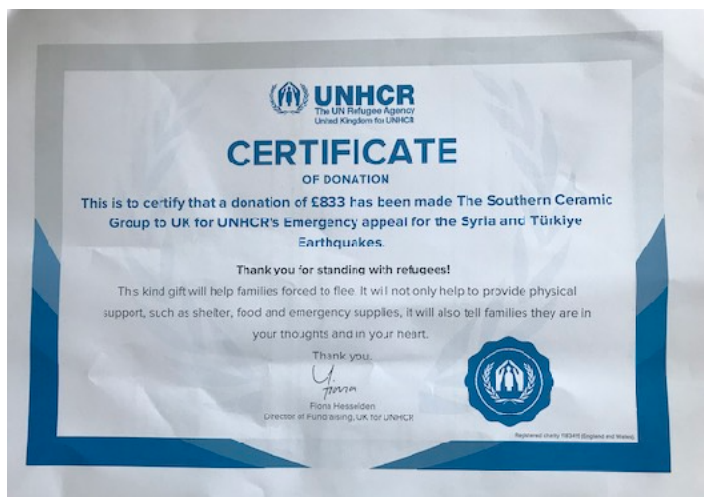 UNHCR
The UN Refugee Agency
United Kingdom for UNHCR
CERTIFICATE
OF DONATION
This is to certify that a donation of £833 has been made The Southern Ceramic
Group to UK for UNHCR's Emergency appeal for the Syria and Türkiye
Earthquakes.
Thank you for standing with refugees!
This kind gift will help families forced to flee. It will not only help to provide physical
support, such as shelter, food and emergency supplies, it will also tell families they are in
your thoughts and in your heart.
Thank you.
Fiona
Fiona Hesselden
Director of Fundraising, UK for UNHCR
Registered charity (England and Wales)